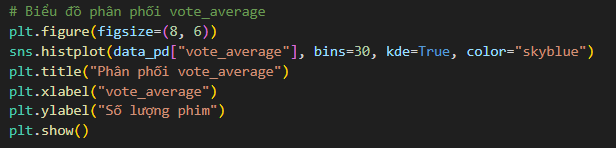 # Biểu đồ phân phối vote_average
plt.figure(figsize=(8, 6))
sns.histplot(data_pd["vote_average"], bins=30, kde=True, color="skyblue")
plt.title("Phân phối vote_average")
plt.xlabel("vote_average")
plt.ylabel("Số lượng phim")
plt.show()